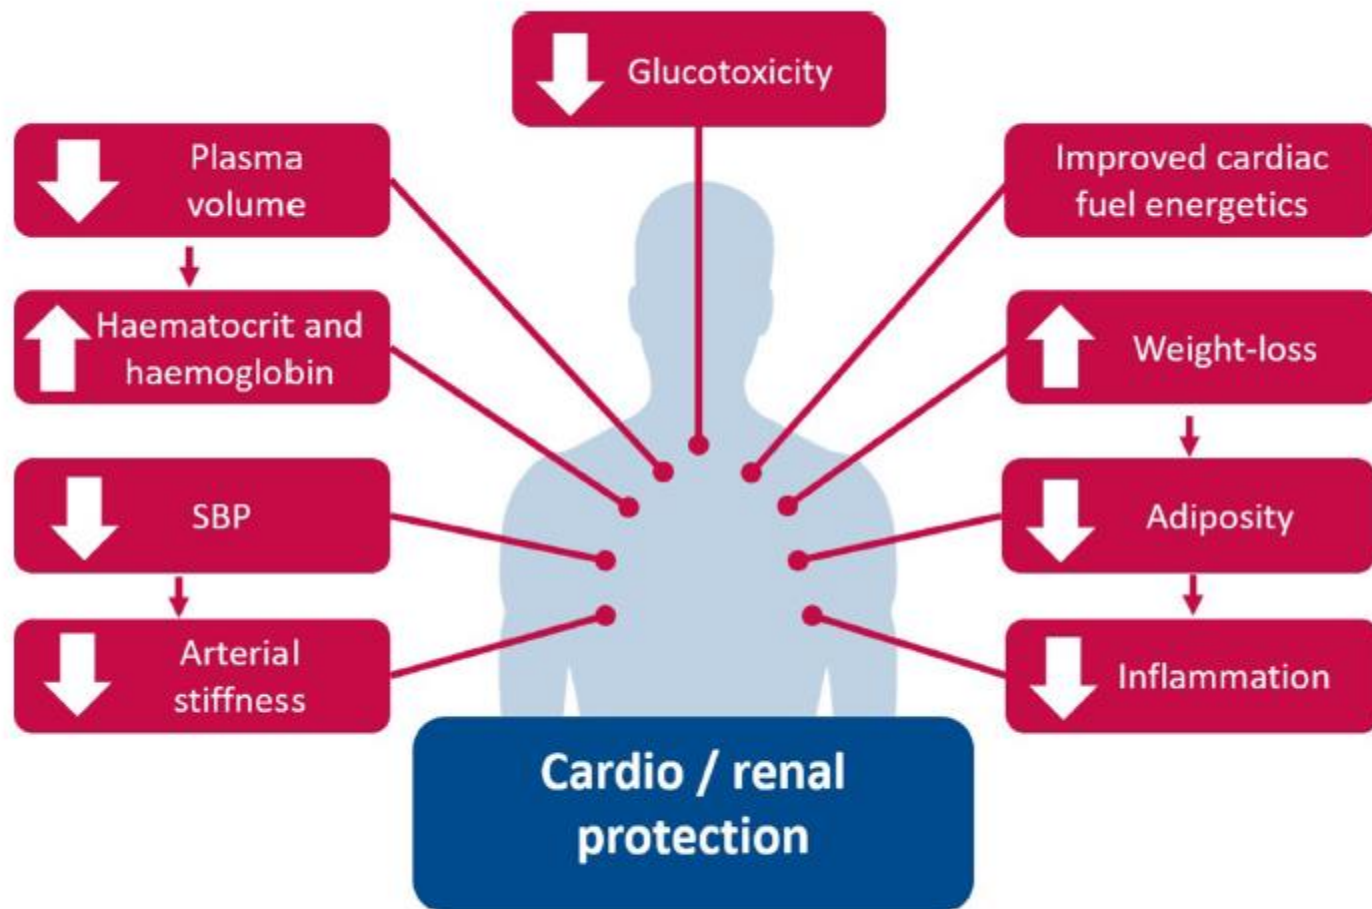 Glucotoxicity
Plasma
volume
Improved cardiac
fuel energetics
Haematocrit and
haemoglobin
Weight-loss
SBP
Adiposity
Arterial
stiffness
Inflammation
Cardio / renal
protection